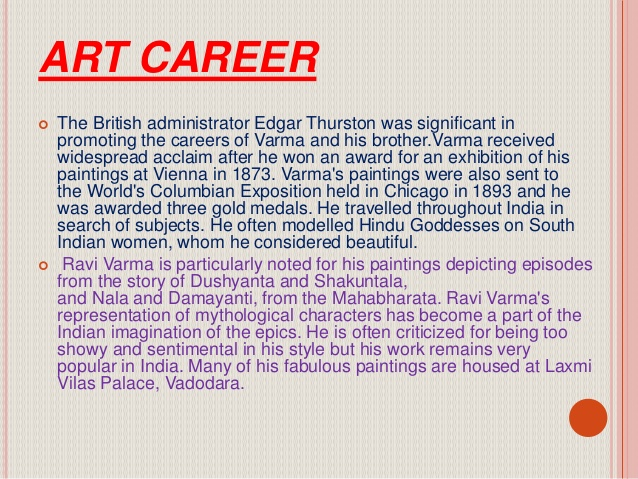 ART CAREER
The British administrator Edgar Thurston was significant in
promoting the careers of Varma and his brother.Varma received
widespread acclaim after he won an award for an exhibition of his
paintings at Vienna in 1873. Varma's paintings were also sent to
the World's Columbian Exposition held in Chicago in 1893 and he
was awarded three gold medals. He travelled throughout India in
search of subjects. He often modelled Hindu Goddesses on South
Indian women, whom he considered beautiful.
Ravi Varma is particularly noted for his paintings depicting episodes
from the story of Dushyanta and Shakuntala,
and Nala and Damayanti, from the Mahabharata. Ravi Varma's
representation of mythological characters has become a part of the
Indian imagination of the epics. He is often criticized for being too
showy and sentimental in his style but his work remains very
popular in India. Many of his fabulous paintings are housed at Laxmi
Vilas Palace, Vadodara.